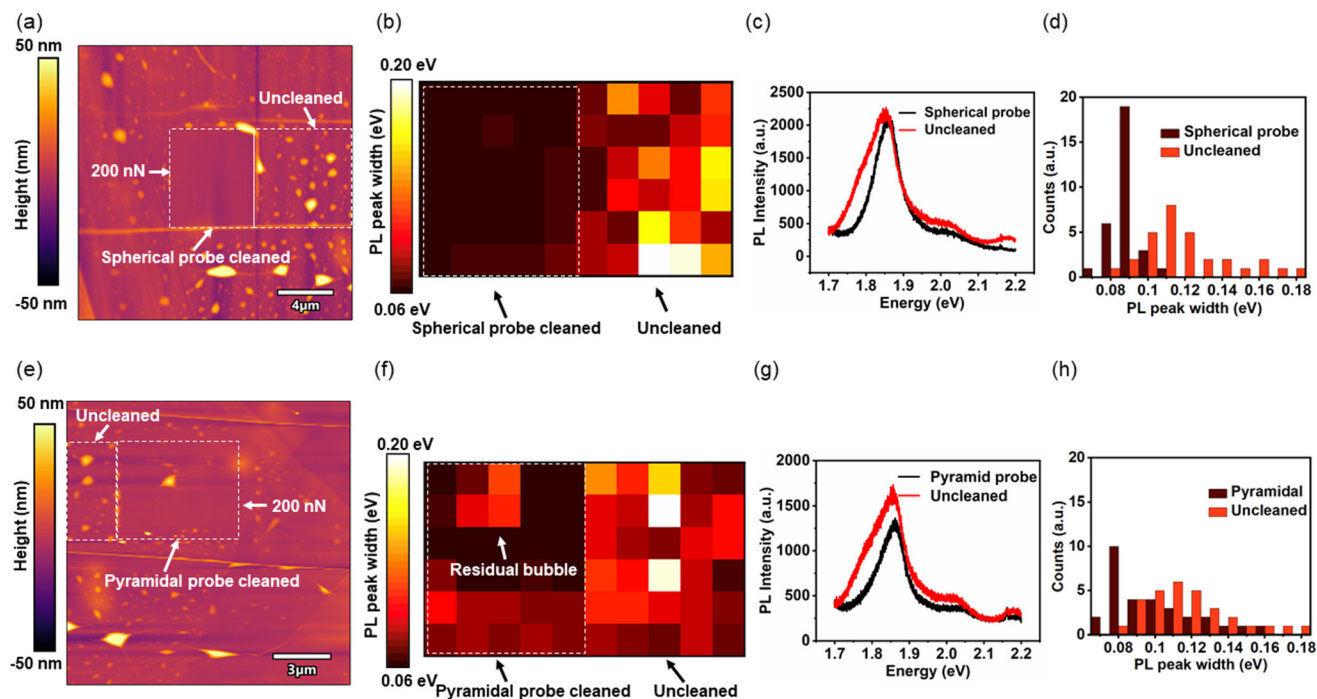 (a)
50 nm
Height (nm)
-50 nm
Uncleaned
200 nN
Spherical probe cleaned
4μm
(b)
0.20 eV
PL peak width (eV)
0.06 eV
Spherical probe cleaned
Uncleaned
(c)
2500
2000
1500
1000
500
0
PL Intensity (a.u.)
Spherical probe
Uncleaned
1.7 1.8 1.9 2.0 2.1 2.2
Energy (eV)
(d)
20
15
10
5
0
Counts (a.u.)
Spherical probe
Uncleaned
0.08 0.1 0.12 0.14 0.16 0.18
PL peak width (eV)
(e)
50 nm
Height (nm)
-50 nm
Uncleaned
200 nN
Pyramidal probe cleaned
3μm
(f)
0.20 eV
PL peak width (eV)
0.06 eV
Residual bubble
Pyramidal probe cleaned
Uncleaned
(g)
2000
1500
1000
500
0
PL Intensity (a.u.)
Pyramid probe
Uncleaned
1.7 1.8 1.9 2.0 2.1 2.2
Energy (eV)
(h)
20
15
10
5
0
Counts (a.u.)
Pyramidal
Uncleaned
0.08 0.1 0.12 0.14 0.16 0.18
PL peak width (eV)